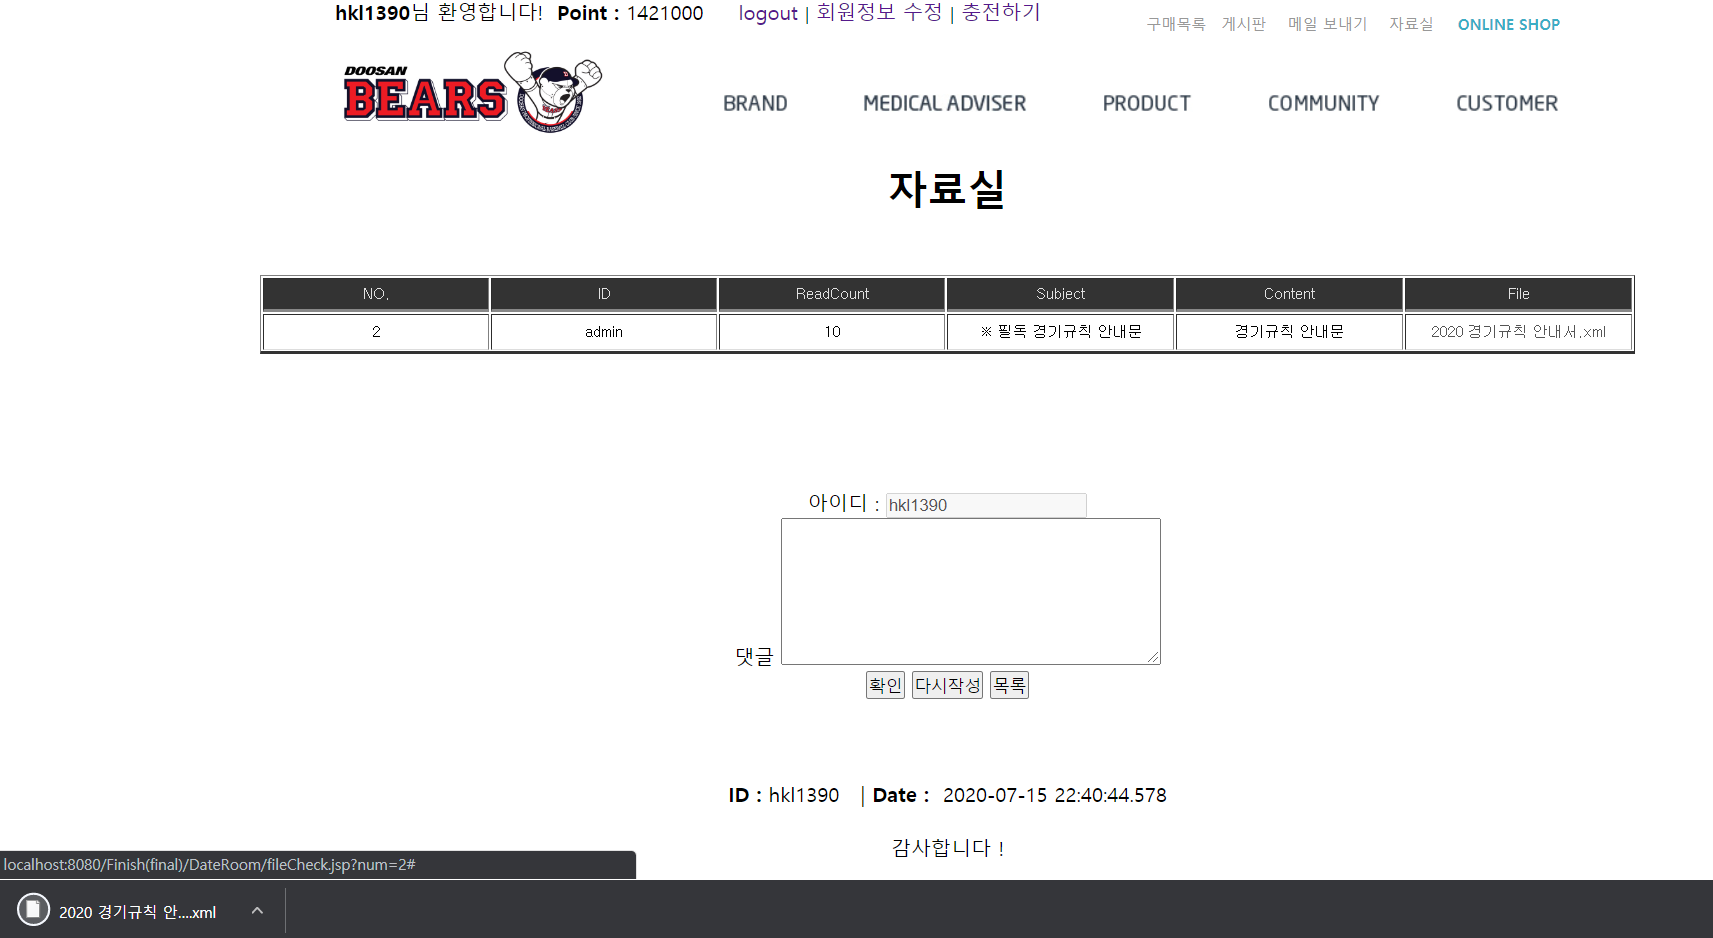 hkl1390님 환영합니다! Point : 1421000 logout | 회원정보 수정 | 충전하기
구매목록 게시판 메일 보내기 자료실 ONLINE SHOP
DOOSAN
BEARS
BRAND MEDICAL ADVISER PRODUCT COMMUNITY CUSTOMER
자료실
NO. ID ReadCount Subject Content File
2 admin 10 ※ 필독 경기규칙 안내문 경기규칙 안내문 2020 경기규칙 안내서.xml
아이디 : hkl1390
댓글
확인 다시작성 목록
ID : hkl1390 | Date : 2020-07-15 22:40:44.578
감사합니다 !
localhost:8080/Finish(final)/DateRoom/fileCheck.jsp?num=2#
2020 경기규칙 안....xml